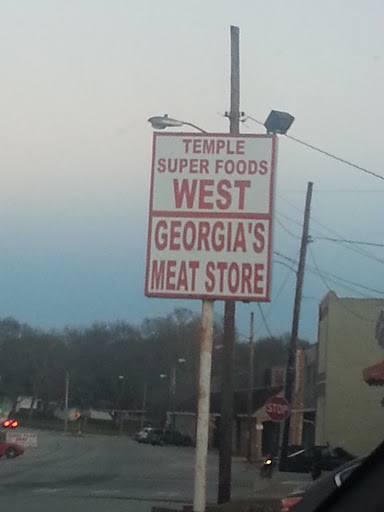 TEMPLE
SUPER FOODS
WEST
GEORGIA'S
MEAT STORE
STOP